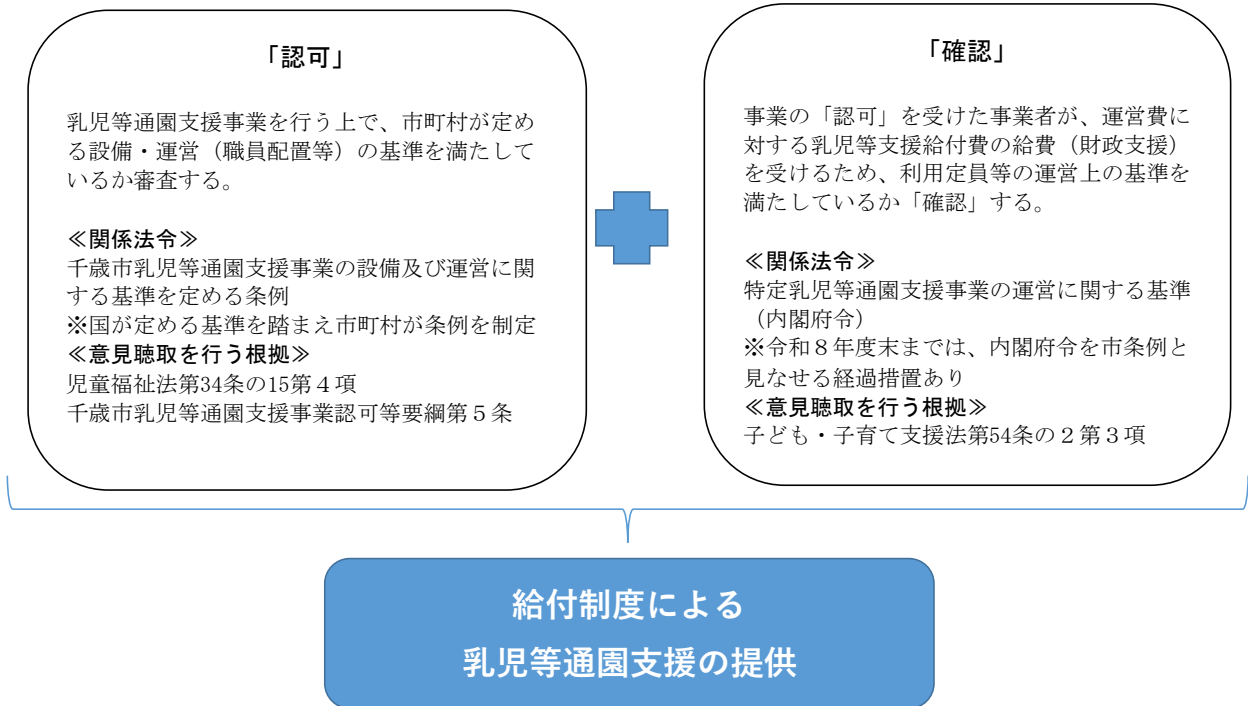 「認可」
乳児等通園支援事業を行う上で、市町村が定め
る設備・運営（職員配置等）の基準を満たして
いるか審査する。
≪関係法令≫
千歳市乳児等通園支援事業の設備及び運営に関
する基準を定める条例
※国が定める基準を踏まえ市町村が条例を制定
≪意見聴取を行う根拠≫
児童福祉法第34条の15第４項
千歳市乳児等通園支援事業認可等要綱第５条
「確認」
事業の「認可」を受けた事業者が、運営費に
対する乳児等支援給付費の給費（財政支援）
を受けるため、利用定員等の運営上の基準を
満たしているか「確認」する。
≪関係法令≫
特定乳児等通園支援事業の運営に関する基準
（内閣府令）
※令和８年度末までは、内閣府令を市条例と
見なせる経過措置あり
≪意見聴取を行う根拠≫
子ども・子育て支援法第54条の２第３項
給付制度による
乳児等通園支援の提供